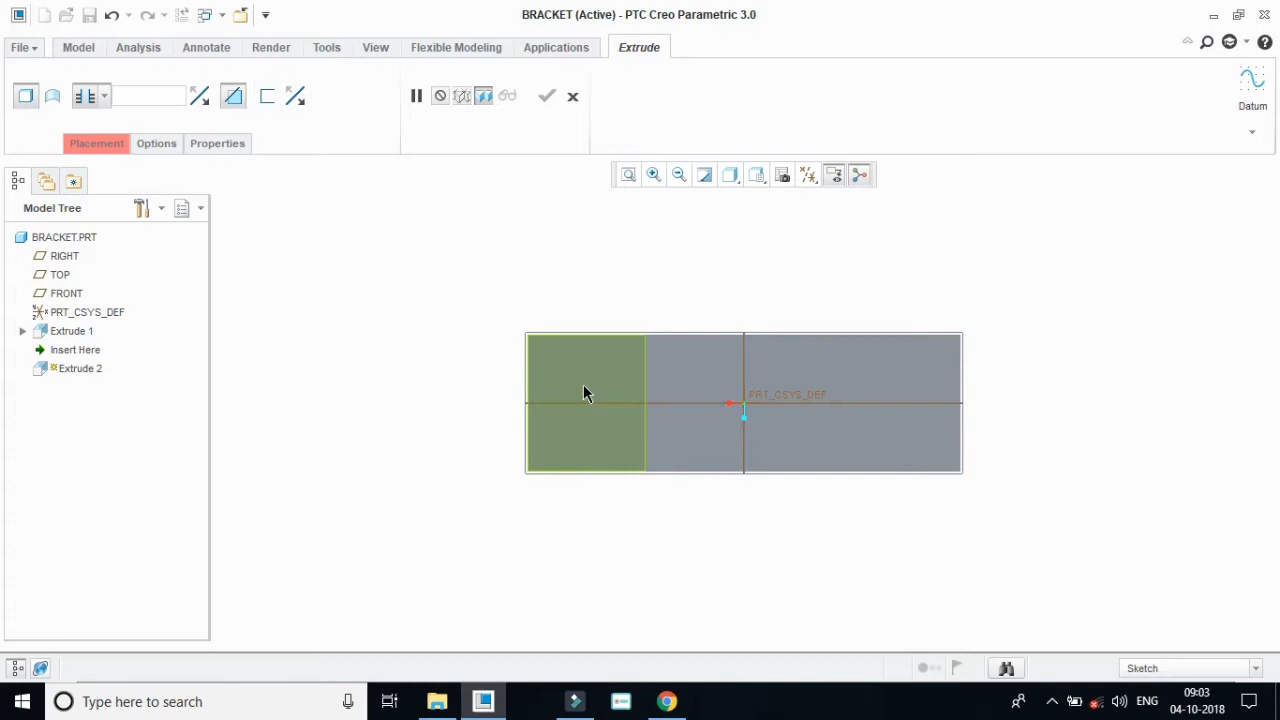 BRACKET (Active) - PTC Creo Parametric 3.0
File Model Analysis Annotate Render Tools View Flexible Modeling Applications Extrude
Datum
Placement Options Properties
Model Tree
BRACKET.PRT
RIGHT
TOP
FRONT
PRT_CSYS_DEF
Extrude 1
Insert Here
Extrude 2
PRT_CSYS_DEF
Sketch
Type here to search
ENG
09:03
04-10-2018